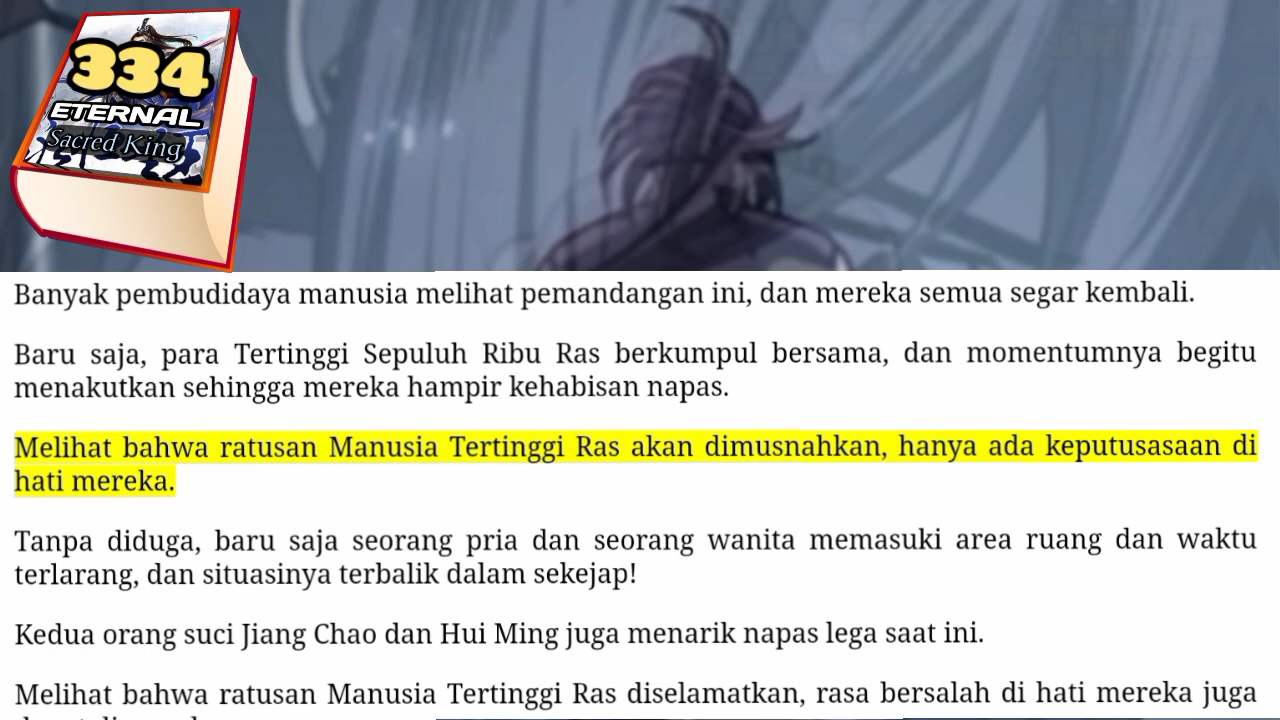 334
ETERNAL
Sacred King
Banyak pembudidaya manusia melihat pemandangan ini, dan mereka semua segar kembali.
Baru saja, para Tertinggi Sepuluh Ribu Ras berkumpul bersama, dan momentumnya begitu
menakutkan sehingga mereka hampir kehabisan napas.
Melihat bahwa ratusan Manusia Tertinggi Ras akan dimusnahkan, hanya ada keputusasaan di
hati mereka.
Tanpa diduga, baru saja seorang pria dan seorang wanita memasuki area ruang dan waktu
terlarang, dan situasinya terbalik dalam sekejap!
Kedua orang suci Jiang Chao dan Hui Ming juga menarik napas lega saat ini.
Melihat bahwa ratusan Manusia Tertinggi Ras diselamatkan, rasa bersalah di hati mereka juga